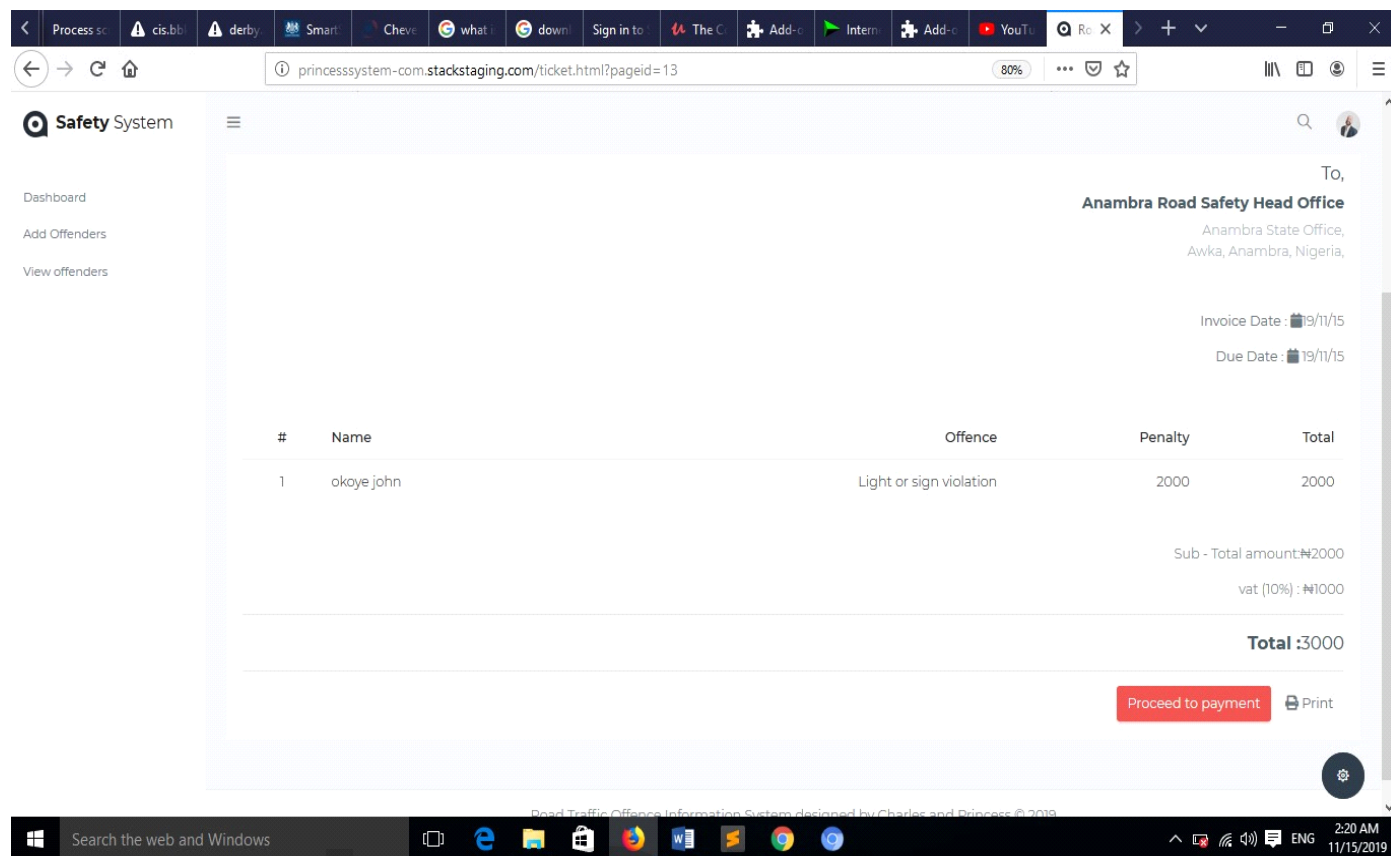 Process sc
cis.bb
derby.
Smart
Cheve
what i
downl
Sign in to
The C
Add-o
Intern
Add-o
YouTu
Ro
princesssystem-com.stackstaging.com/ticket.html?pageid=13
80%
Safety System
To,
Anambra Road Safety Head Office
Anambra State Office,
Awka, Anambra, Nigeria,
Dashboard
Add Offenders
View offenders
Invoice Date : 19/11/15
Due Date : 19/11/15
# Name Offence Penalty Total
1 okoye john Light or sign violation 2000 2000
Sub - Total amount:₦2000
vat (10%) : ₦1000
Total :3000
Proceed to payment
Print
Road Traffic Offence Information System designed by Charles and Princess © 2019
Search the web and Windows
ENG
2:20 AM
11/15/2019